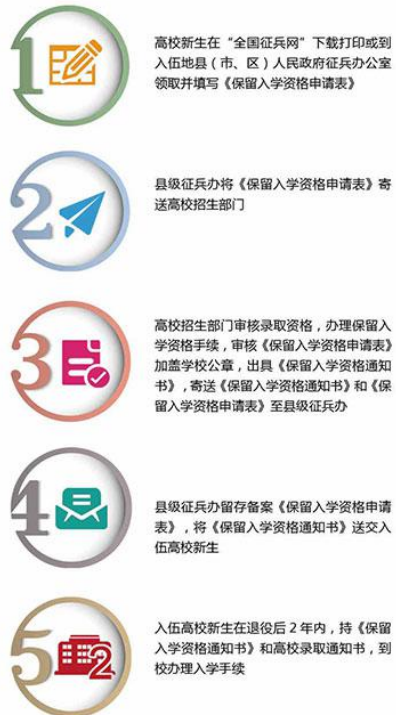 1
高校新生在“全国征兵网”下载打印或到
入伍地县（市、区）人民政府征兵办公室
领取并填写《保留入学资格申请表》
2
县级征兵办将《保留入学资格申请表》寄
送高校招生部门
3
高校招生部门审核录取资格，办理保留入
学资格手续，审核《保留入学资格申请表》
加盖学校公章，出具《保留入学资格通知
书》，寄送《保留入学资格通知书》和《保
留入学资格申请表》至县级征兵办
4
县级征兵办留存备案《保留入学资格申请
表》，将《保留入学资格通知书》送交入
伍高校新生
5
2
入伍高校新生在退役后 2 年内，持《保留
入学资格通知书》和高校录取通知书，到
校办理入学手续